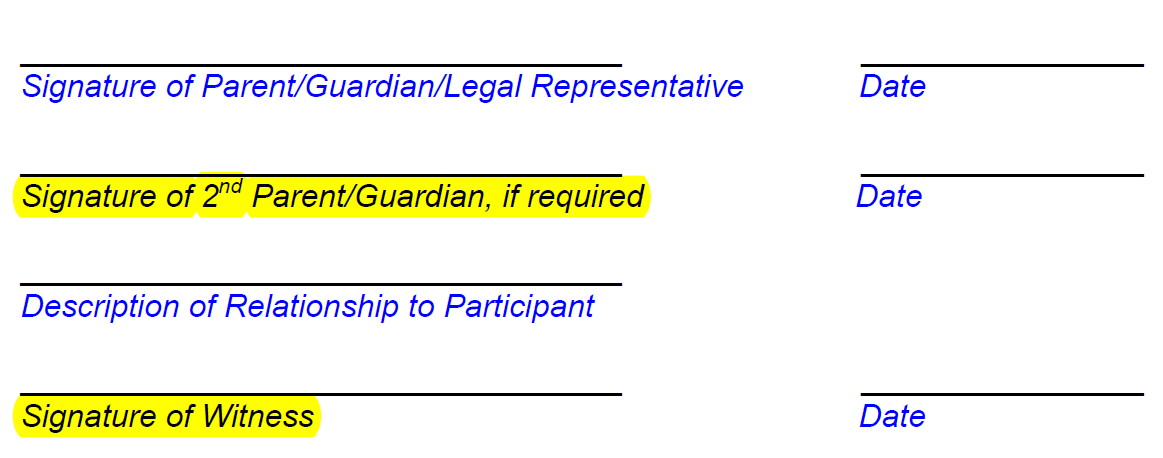 Signature of Parent/Guardian/Legal Representative Date
Signature of 2nd Parent/Guardian, if required Date
Description of Relationship to Participant
Signature of Witness Date